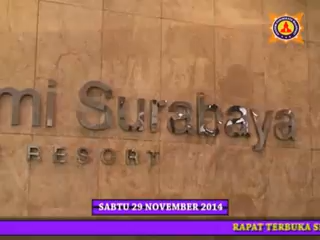 mi Surabaya
RESORT
SABTU 29 NOVEMBER 2014
RAPAT TERBUKA S